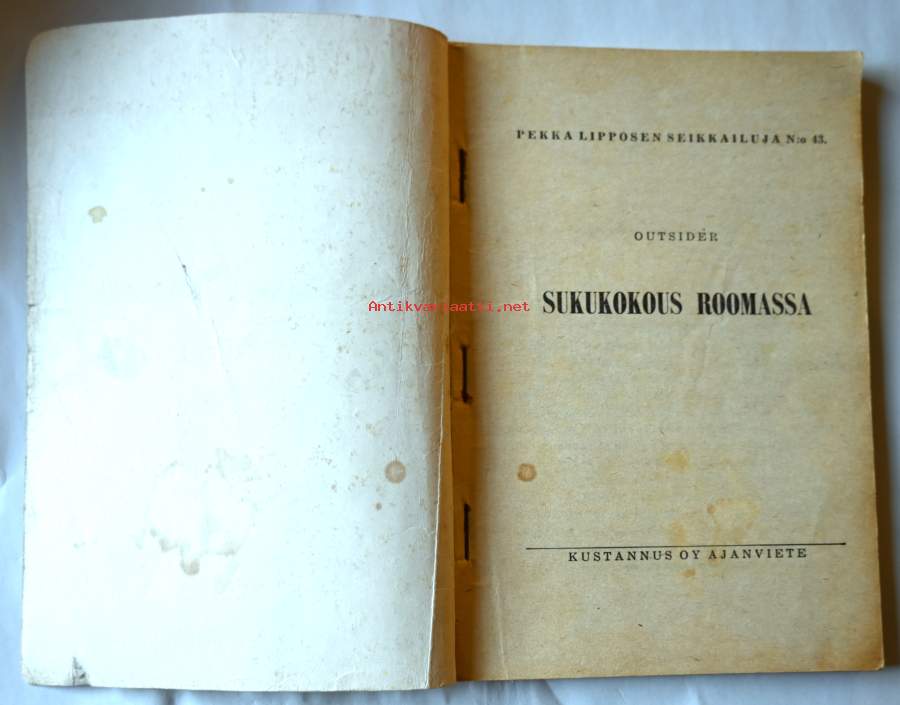 PEKKA LIPPOSEN SEIKKAILUJA N:o 43.
OUTSIDER
Antikvariaatti.net
SUKUKOKOUS ROOMASSA
KUSTANNUS OY AJANVIETE